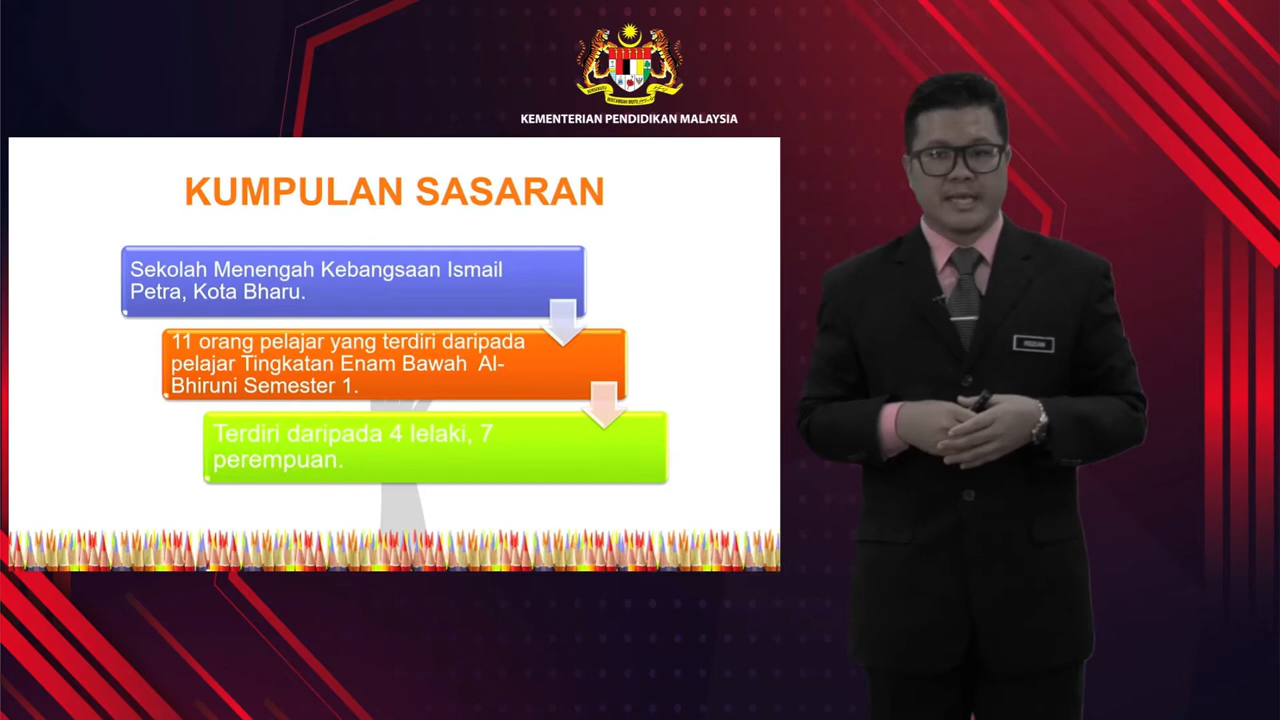 KEMENTERIAN PENDIDIKAN MALAYSIA
KUMPULAN SASARAN
Sekolah Menengah Kebangsaan Ismail
Petra, Kota Bharu.
11 orang pelajar yang terdiri daripada
pelajar Tingkatan Enam Bawah Al-
Bhiruni Semester 1.
Terdiri daripada 4 lelaki, 7
perempuan.